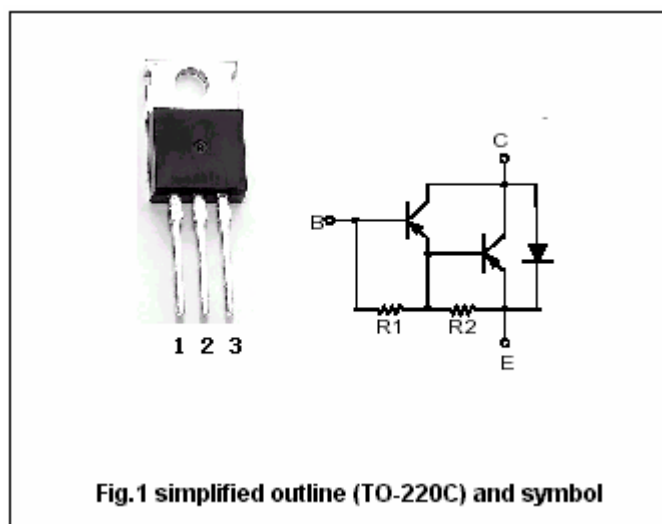 C
B
R1 R2
1 2 3
E
Fig.1 simplified outline (TO-220C) and symbol